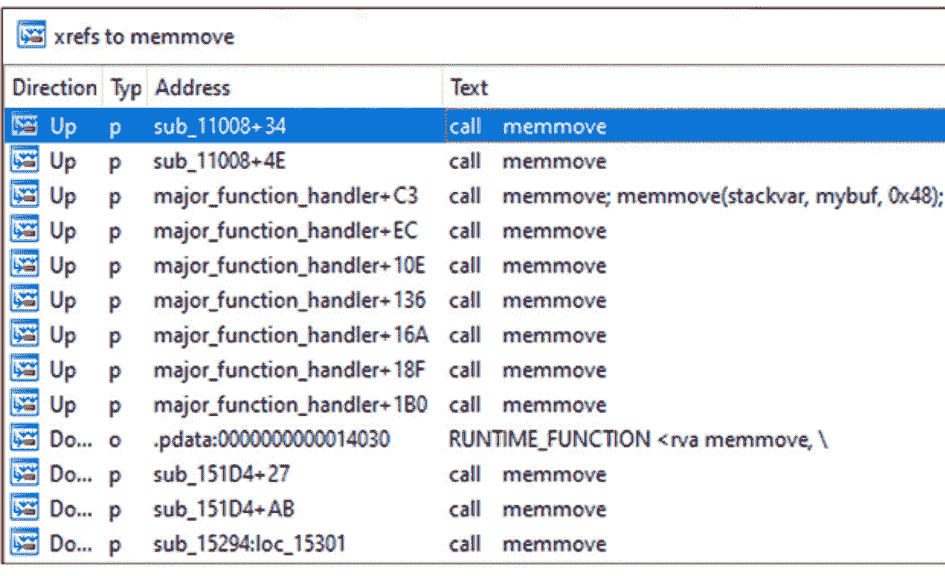 xrefs to memmove
Direction Typ Address Text
Up p sub_11008+34 call memmove
Up p sub_11008+4E call memmove
Up p major_function_handler+C3 call memmove; memmove(stackvar, mybuf, 0x48);
Up p major_function_handler+EC call memmove
Up p major_function_handler+10E call memmove
Up p major_function_handler+136 call memmove
Up p major_function_handler+16A call memmove
Up p major_function_handler+18F call memmove
Up p major_function_handler+1B0 call memmove
Do... o .pdata:0000000000014030 RUNTIME_FUNCTION <rva memmove, \
Do... p sub_151D4+27 call memmove
Do... p sub_151D4+AB call memmove
Do... p sub_15294:loc_15301 call memmove